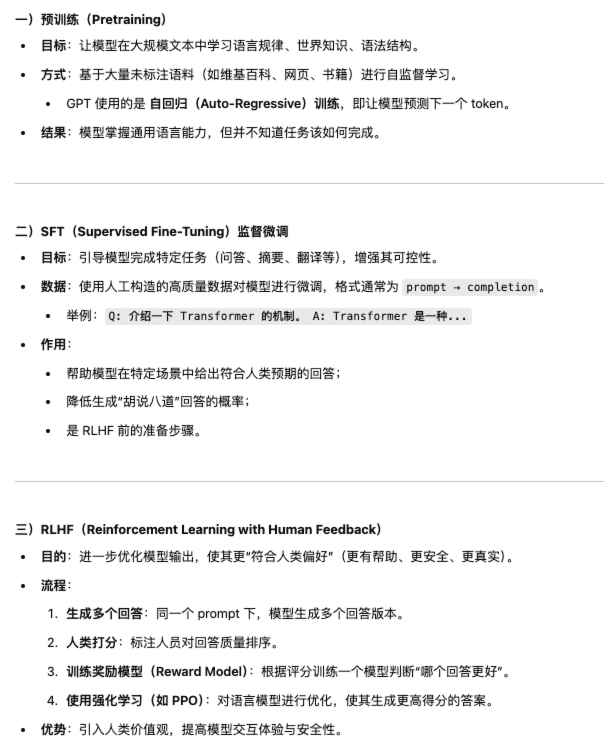 一）预训练（Pretraining）
• 目标：让模型在大规模文本中学习语言规律、世界知识、语法结构。
• 方式：基于大量未标注语料（如维基百科、网页、书籍）进行自监督学习。
• GPT 使用的是 自回归（Auto-Regressive）训练，即让模型预测下一个 token。
• 结果：模型掌握通用语言能力，但并不知道任务该如何完成。
二）SFT（Supervised Fine-Tuning）监督微调
• 目标：引导模型完成特定任务（问答、摘要、翻译等），增强其可控性。
• 数据：使用人工构造的高质量数据对模型进行微调，格式通常为 prompt → completion 。
• 举例： Q: 介绍一下 Transformer 的机制。 A: Transformer 是一种...
• 作用：
• 帮助模型在特定场景中给出符合人类预期的回答；
• 降低生成“胡说八道”回答的概率；
• 是 RLHF 前的准备步骤。
三）RLHF（Reinforcement Learning with Human Feedback）
• 目的：进一步优化模型输出，使其更“符合人类偏好”（更有帮助、更安全、更真实）。
• 流程：
1. 生成多个回答：同一个 prompt 下，模型生成多个回答版本。
2. 人类打分：标注人员对回答质量排序。
3. 训练奖励模型（Reward Model）：根据评分训练一个模型判断“哪个回答更好”。
4. 使用强化学习（如 PPO）：对语言模型进行优化，使其生成更高得分的答案。
• 优势：引入人类价值观，提高模型交互体验与安全性。